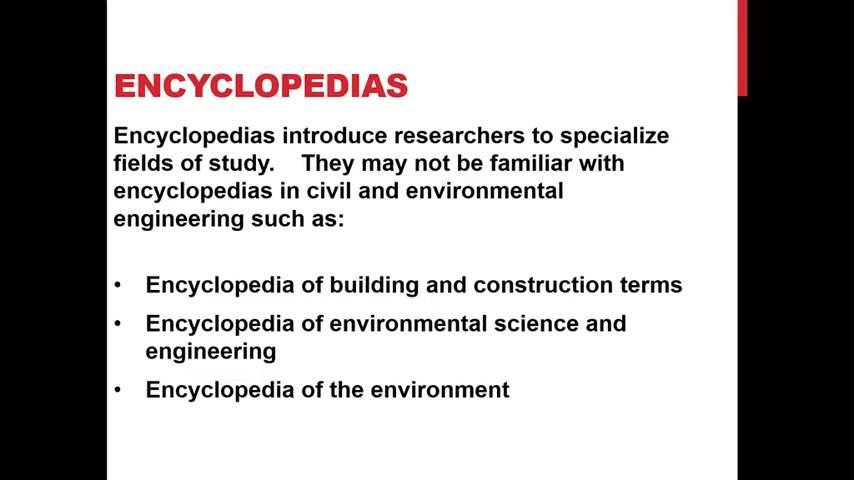 ENCYCLOPEDIAS
Encyclopedias introduce researchers to specialize
fields of study. They may not be familiar with
encyclopedias in civil and environmental
engineering such as:
• Encyclopedia of building and construction terms
• Encyclopedia of environmental science and
engineering
• Encyclopedia of the environment